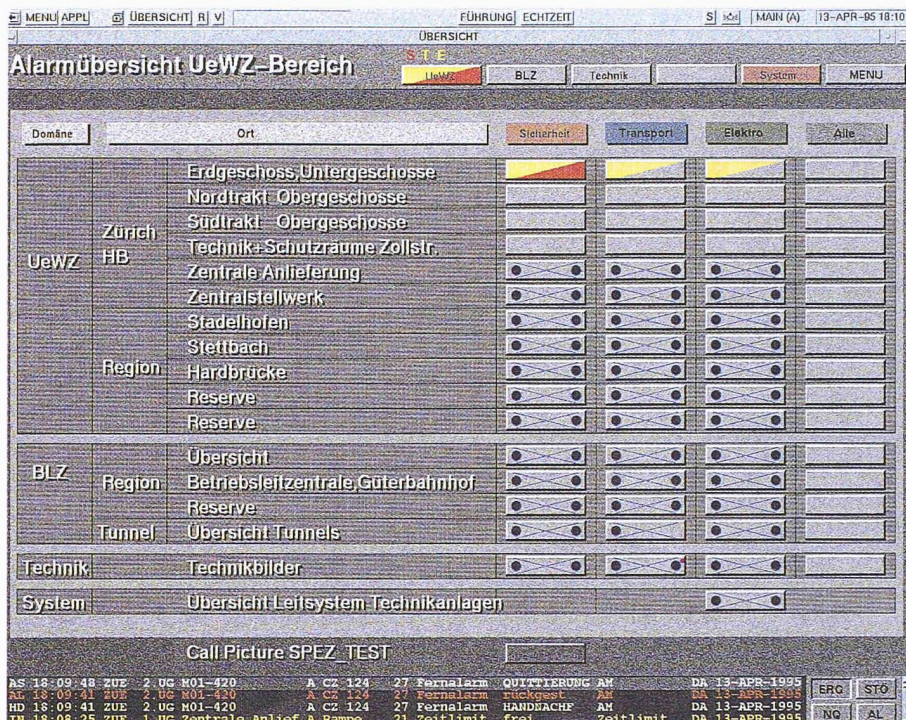 MENU APPL ÜBERSICHT R V FÜHRUNG ECHTZEIT S MAIN (A) 13-APR-95 18:10
ÜBERSICHT
Alarmübersicht UeWZ-Bereich S T E
UeWZ BLZ Technik System MENU
Domäne Ort Sicherheit Transport Elektro Alle
Erdgeschoss,Untergeschosse
Nordtrakt Obergeschosse
Südtrakt Obergeschosse
Zürich
Technik+Schutzräume Zollstr.
UeWZ HB
Zentrale Anlieferung
Zentralstellwerk
Stadelhofen
Stettbach
Region Hardbrücke
Reserve
Reserve
BLZ Übersicht
Region Betriebsleitzentrale,Güterbahnhof
Reserve
Tunnel Übersicht Tunnels
Technik Technikbilder
System Übersicht Leitsystem Technikanlagen
Call Picture SPEZ_TEST
AS 18:09:48 ZUE 2.UG M01-420 A CZ 124 27 Fernalarm QUITTIERUNG AM DA 13-APR-1995
AL 18:09:41 ZUE 2.UG M01-420 A CZ 124 27 Fernalarm rückgest AM DA 13-APR-1995
HD 18:09:41 ZUE 2.UG M01-420 A CZ 124 27 Fernalarm HANDNACHF AM DA 13-APR-1995
IN 18:08:25 ZUE 1.UG Zentrale Anlief A Rampe 21 Zeitlimit frei Zeitlimit DA 13-APR-1995
ERQ STÖ
NQ AL